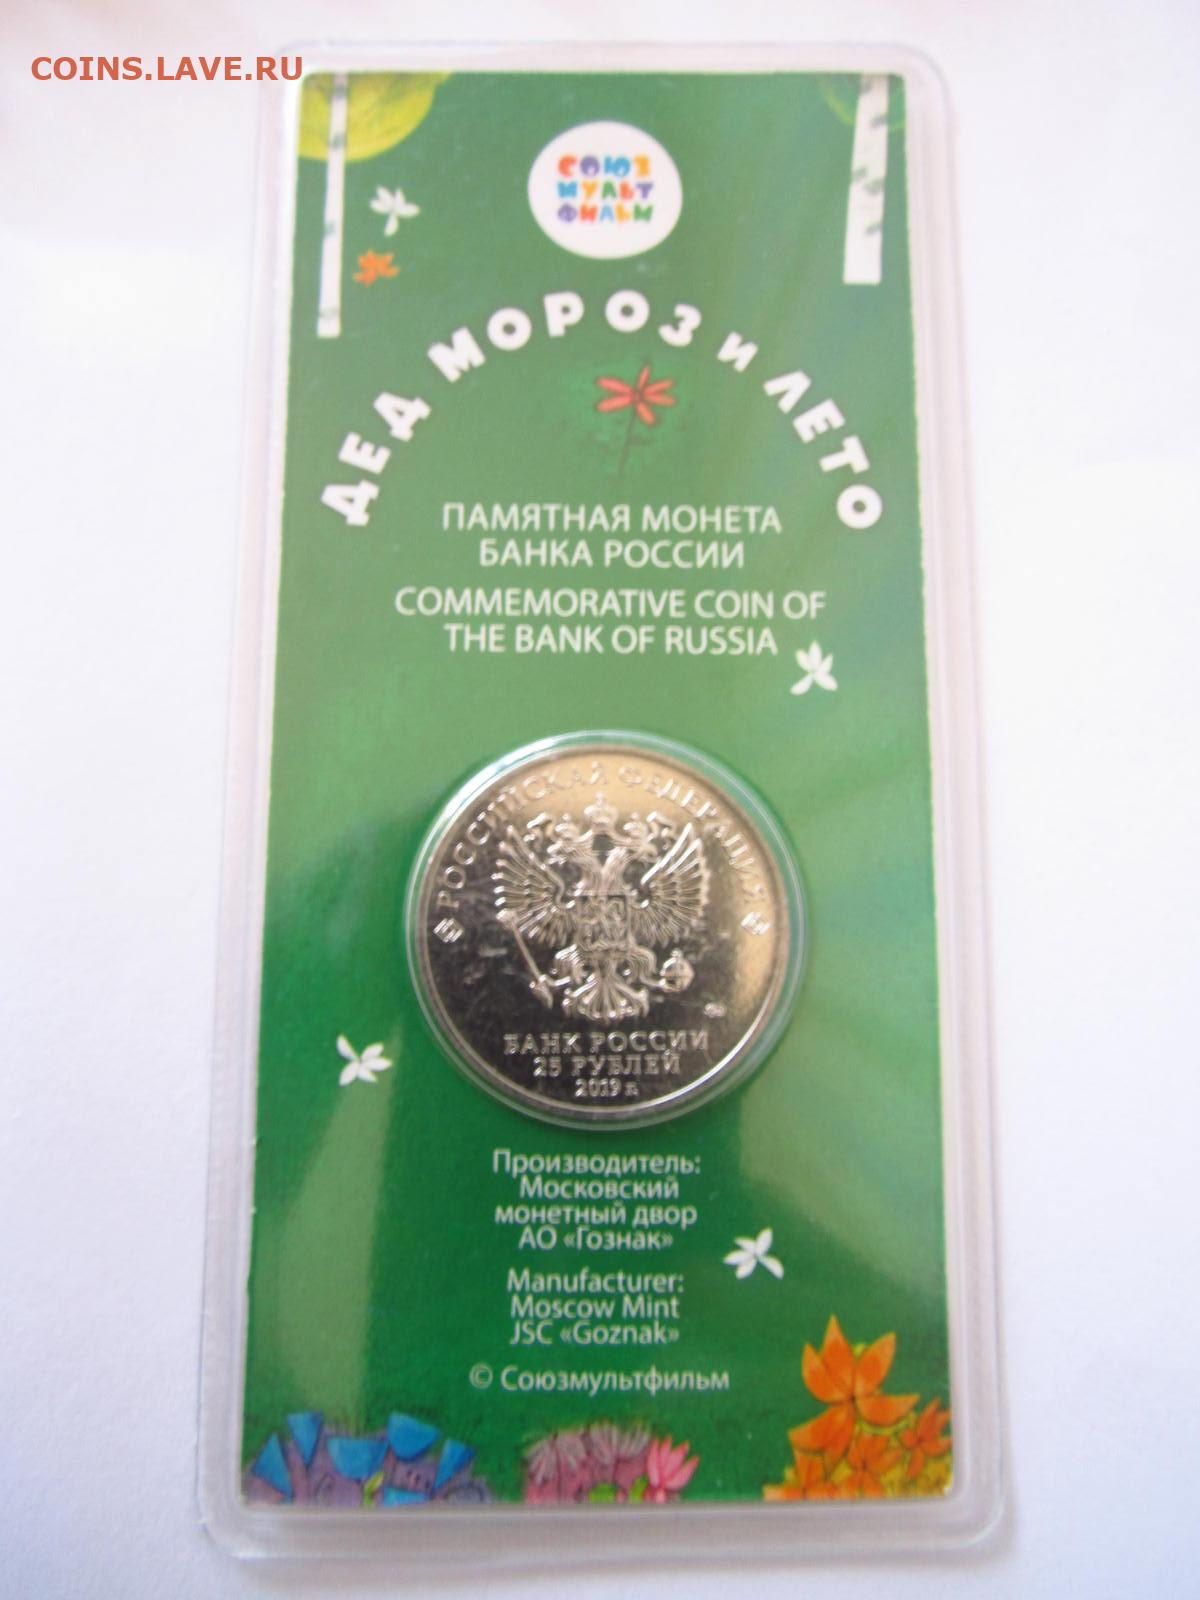 COINS.LAVE.RU
СОЮЗ
МУЛЬТ
ФИЛЬМ
ДЕД МОРОЗ И ЛЕТО
ПАМЯТНАЯ МОНЕТА
БАНКА РОССИИ
COMMEMORATIVE COIN OF
THE BANK OF RUSSIA
РОССИЙСКАЯ ФЕДЕРАЦИЯ
БАНК РОССИИ
25 РУБЛЕЙ
2019 г.
Производитель:
Московский
монетный двор
АО «Гознак»
Manufacturer:
Moscow Mint
JSC «Goznak»
© Союзмультфильм